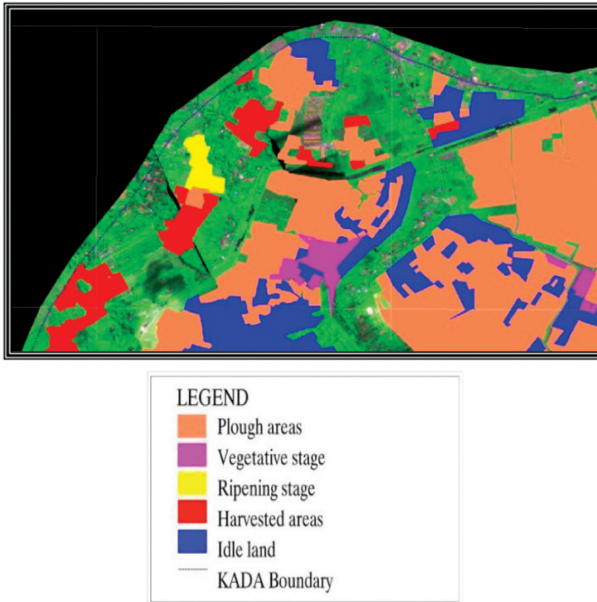 LEGEND
Plough areas
Vegetative stage
Ripening stage
Harvested areas
Idle land
KADA Boundary